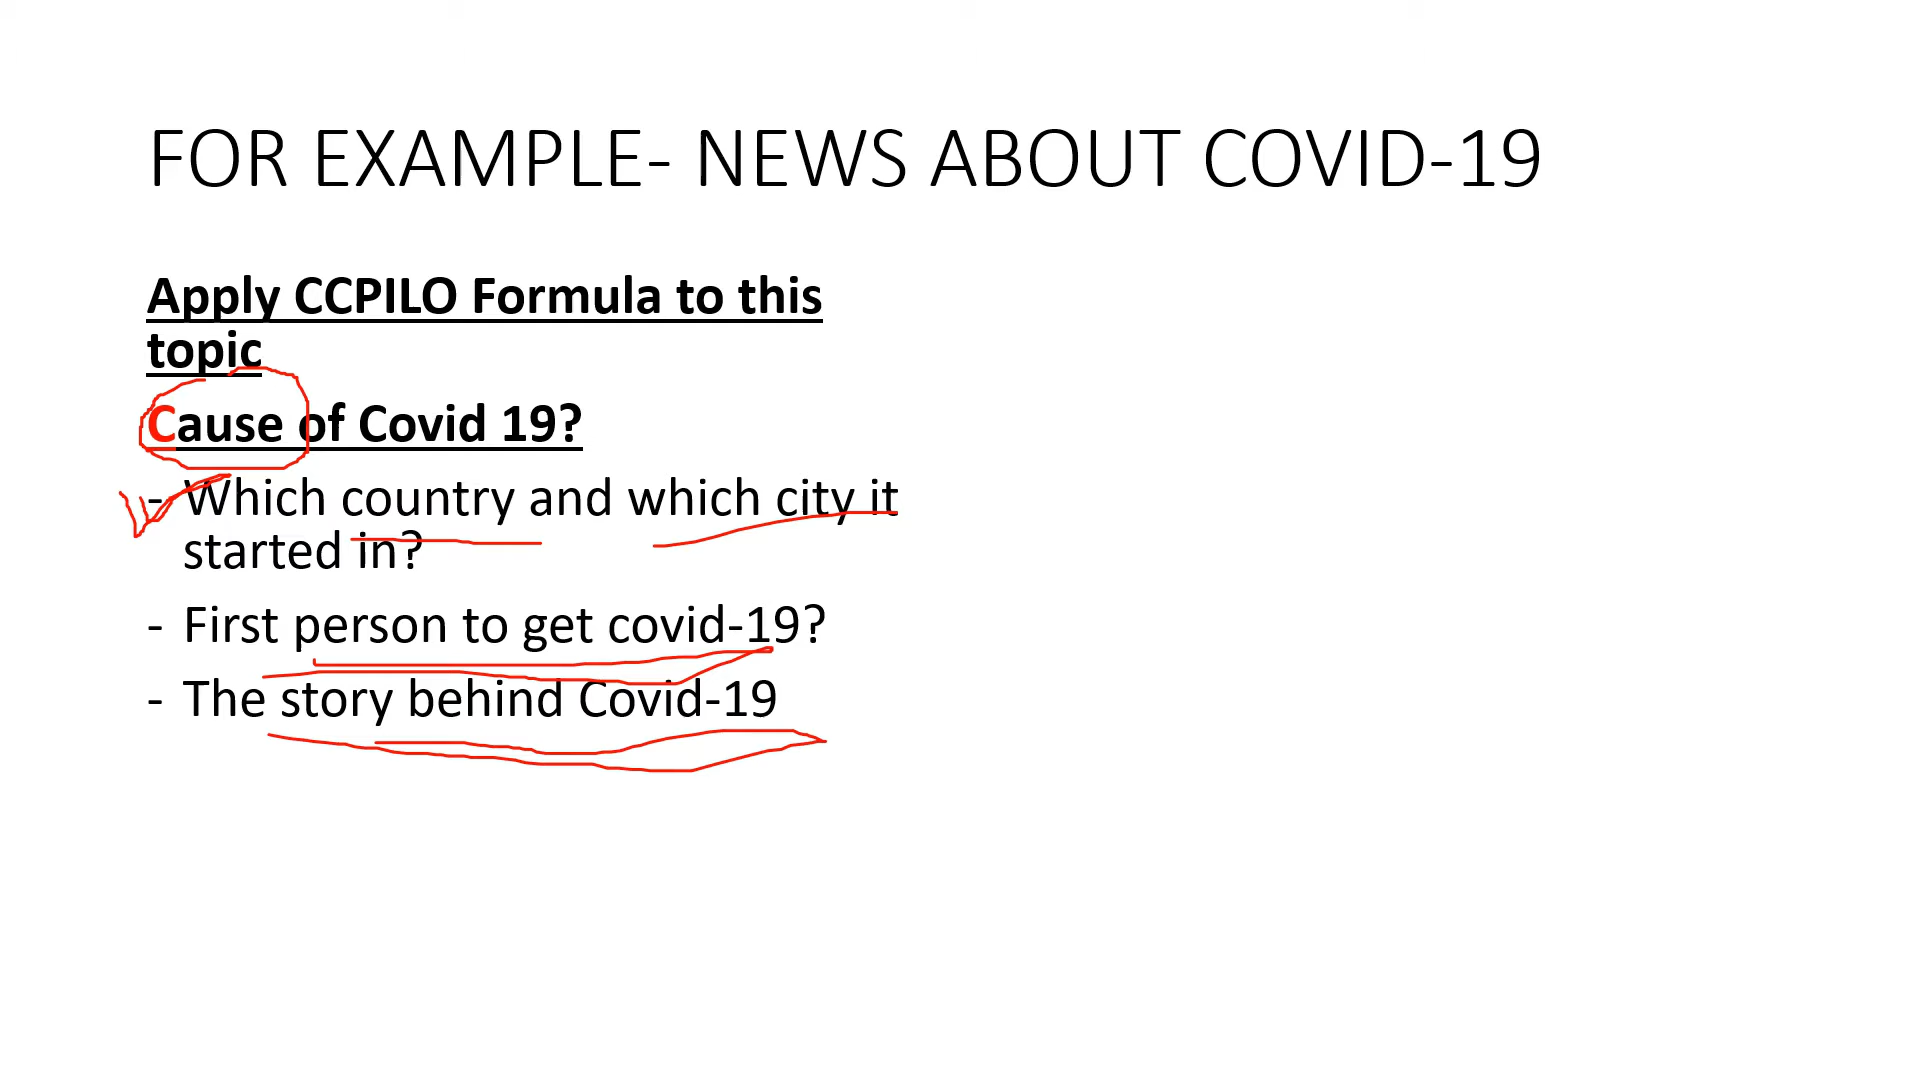 FOR EXAMPLE- NEWS ABOUT COVID-19
Apply CCPILO Formula to this
topic
Cause of Covid 19?
- Which country and which city it
started in?
- First person to get covid-19?
- The story behind Covid-19